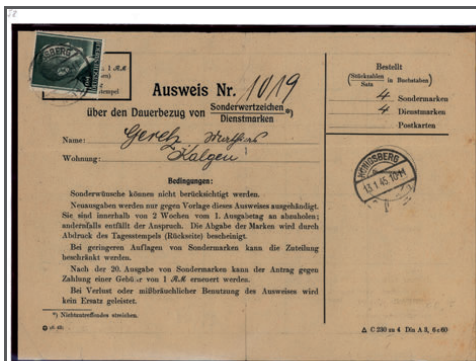 1 RM
Ausweis Nr. 1019
über den Dauerbezug von Sonderwertzeichen *)
Dienstmarken
Name:
Wohnung: Kalgen
Bedingungen:
Sonderwünsche können nicht berücksichtigt werden.
Neuausgaben werden nur gegen Vorlage dieses Ausweises ausgehändigt.
Sie sind innerhalb von 2 Wochen vom 1. Ausgabetag an abzuholen;
andernfalls entfällt der Anspruch. Die Abgabe der Marken wird durch
Abdruck des Tagesstempels (Rückseite) bescheinigt.
Bei geringeren Auflagen von Sondermarken kann die Zuteilung
beschränkt werden.
Nach der 20. Ausgabe von Sondermarken kann der Antrag gegen
Zahlung einer Gebühr von 1 RM erneuert werden.
Bei Verlust oder mißbräuchlicher Benutzung des Ausweises wird
kein Ersatz geleistet.
*) Nichtzutreffendes streichen.
Bestellt
(Stückzahlen in Buchstaben)
Satz
4 Sondermarken
4 Dienstmarken
Postkarten
13.1.45.10
C 280 zu 4 Din A 5,